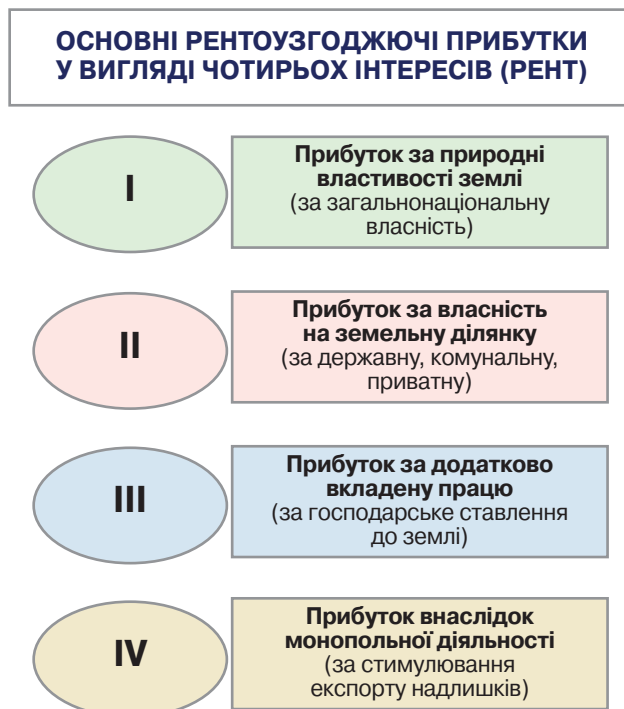 ОСНОВНІ РЕНТОУЗГОДЖЮЧІ ПРИБУТКИ
У ВИГЛЯДІ ЧОТИРЬОХ ІНТЕРЕСІВ (РЕНТ)
I
Прибуток за природні
властивості землі
(за загальнонаціональну
власність)
II
Прибуток за власність
на земельну ділянку
(за державну, комунальну,
приватну)
III
Прибуток за додатково
вкладену працю
(за господарське ставлення
до землі)
IV
Прибуток внаслідок
монопольної діяльності
(за стимулювання
експорту надлишків)